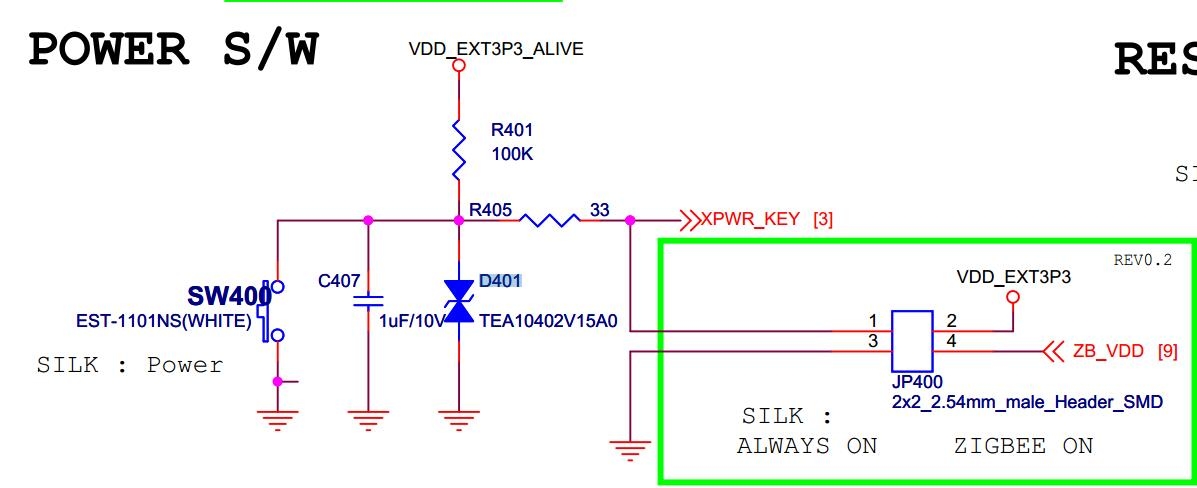 POWER S/W
VDD_EXT3P3_ALIVE
RES
R401
100K
SI
R405
33
XPWR_KEY [3]
REV0.2
C407
D401
VDD_EXT3P3
SW400
EST-1101NS(WHITE)
1uF/10V
TEA10402V15A0
1
2
3
4
ZB_VDD [9]
SILK : Power
JP400
2x2_2.54mm_male_Header_SMD
SILK :
ALWAYS ON
ZIGBEE ON